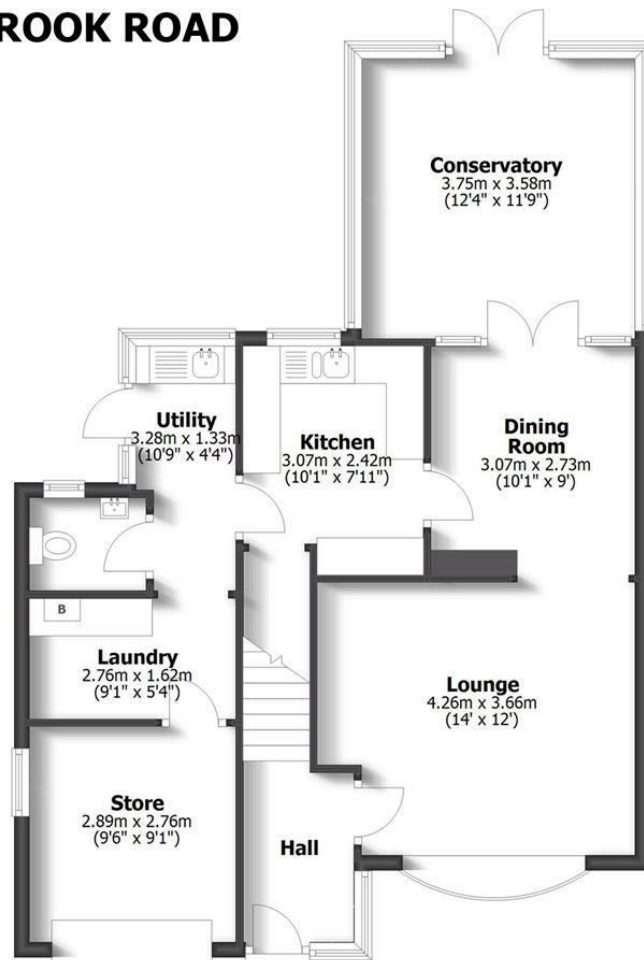 ROOK ROAD
Conservatory
3.75m x 3.58m
(12'4" x 11'9")
Utility
3.28m x 1.33m
(10'9" x 4'4")
Kitchen
3.07m x 2.42m
(10'1" x 7'11")
Dining
Room
3.07m x 2.73m
(10'1" x 9')
B
Laundry
2.76m x 1.62m
(9'1" x 5'4")
Lounge
4.26m x 3.66m
(14' x 12')
Store
2.89m x 2.76m
(9'6" x 9'1")
Hall